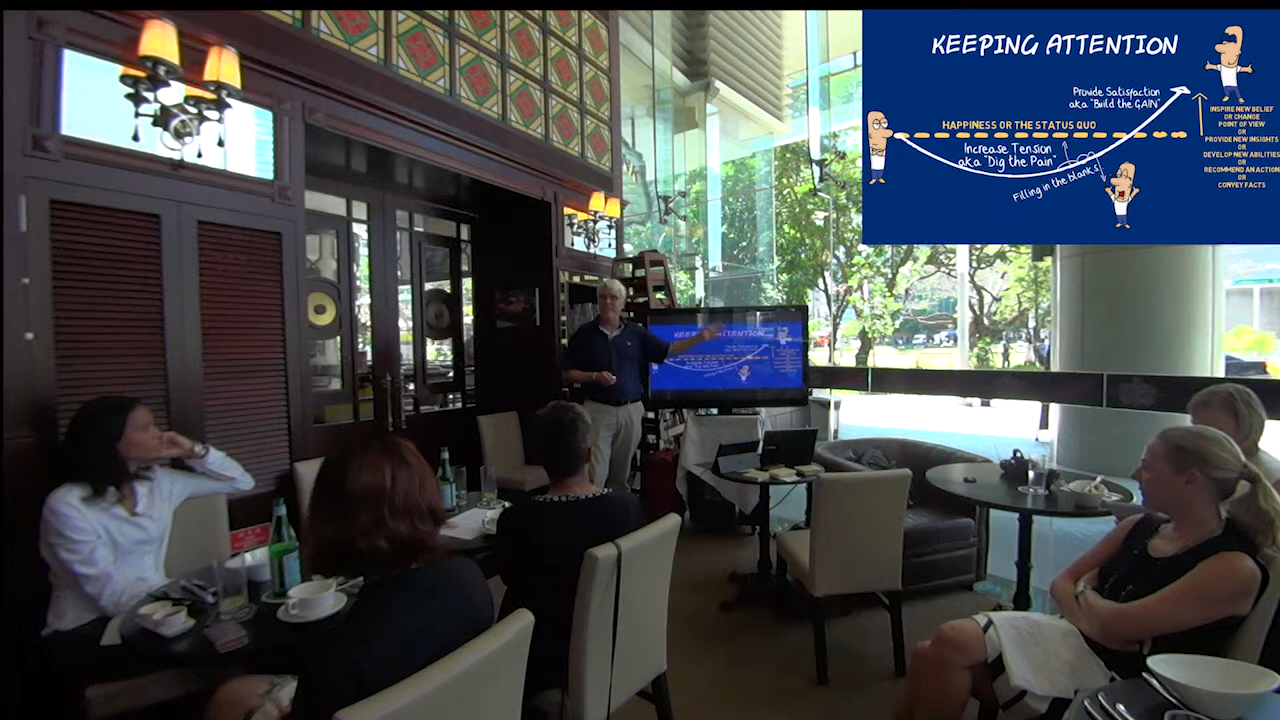 KEEPING ATTENTION
Provide Satisfaction
aka "Build the GAIN"
HAPPINESS OR THE STATUS QUO
Increase Tension
aka "Dig the Pain"
Filling in the blanks
INSPIRE NEW BELIEF
OR CHANGE
POINT OF VIEW
OR
PROVIDE NEW INSIGHTS
OR
DEVELOP NEW ABILITIES
OR
RECOMMEND AN ACTION
OR
CONVEY FACTS
KEEPING ATTENTION